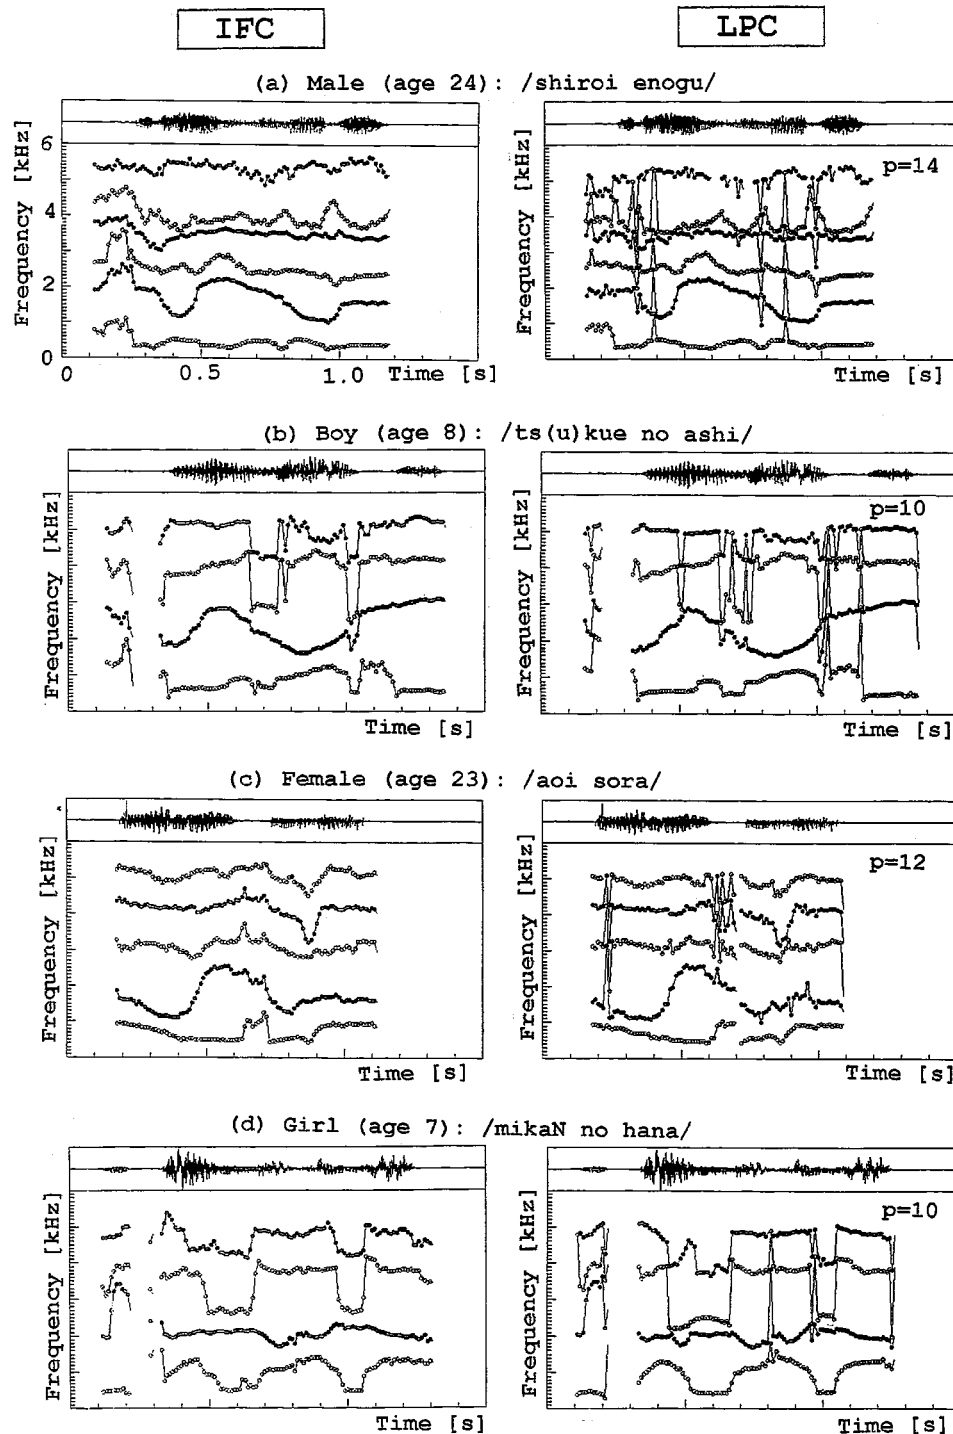 IFC LPC
(a) Male (age 24): /shiroi enogu/
Frequency [kHz]
6
4
2
0
0 0.5 1.0 Time [s]
Frequency [kHz]
p=14
Time [s]
(b) Boy (age 8): /ts(u)kue no ashi/
Frequency [kHz]
Time [s]
Frequency [kHz]
p=10
Time [s]
(c) Female (age 23): /aoi sora/
Frequency [kHz]
Time [s]
Frequency [kHz]
p=12
Time [s]
(d) Girl (age 7): /mikaN no hana/
Frequency [kHz]
Time [s]
Frequency [kHz]
p=10
Time [s]